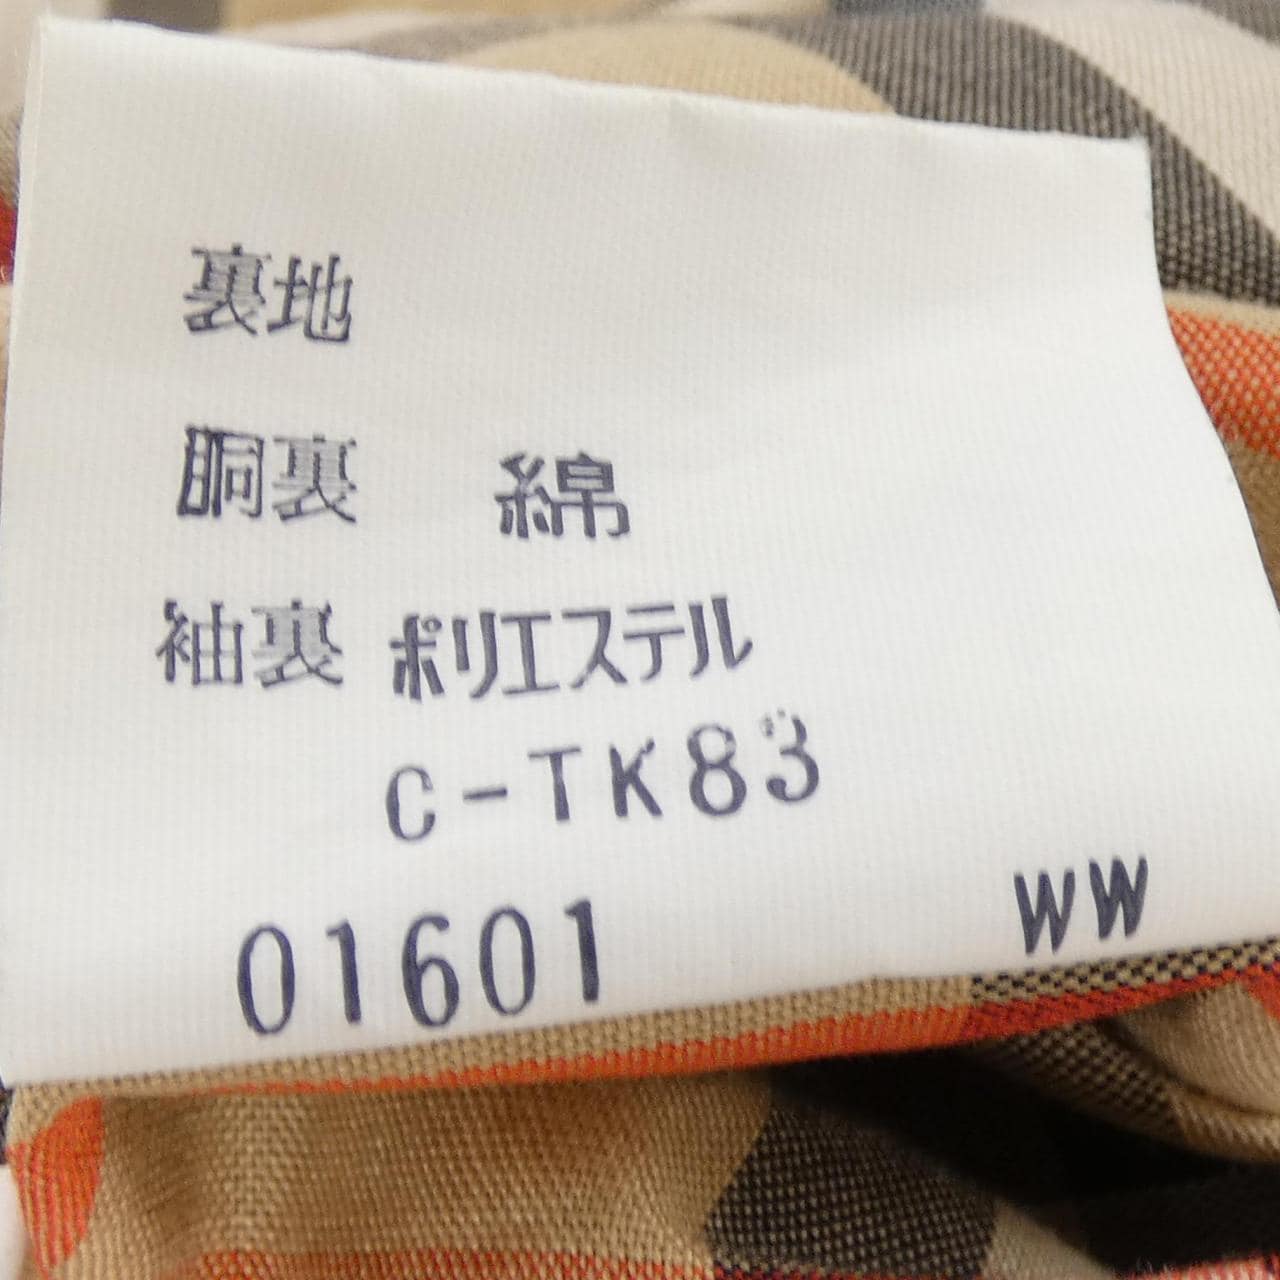 裏地
胴裏 綿
袖裏 ポリエステル
C-TK83
01601 WW